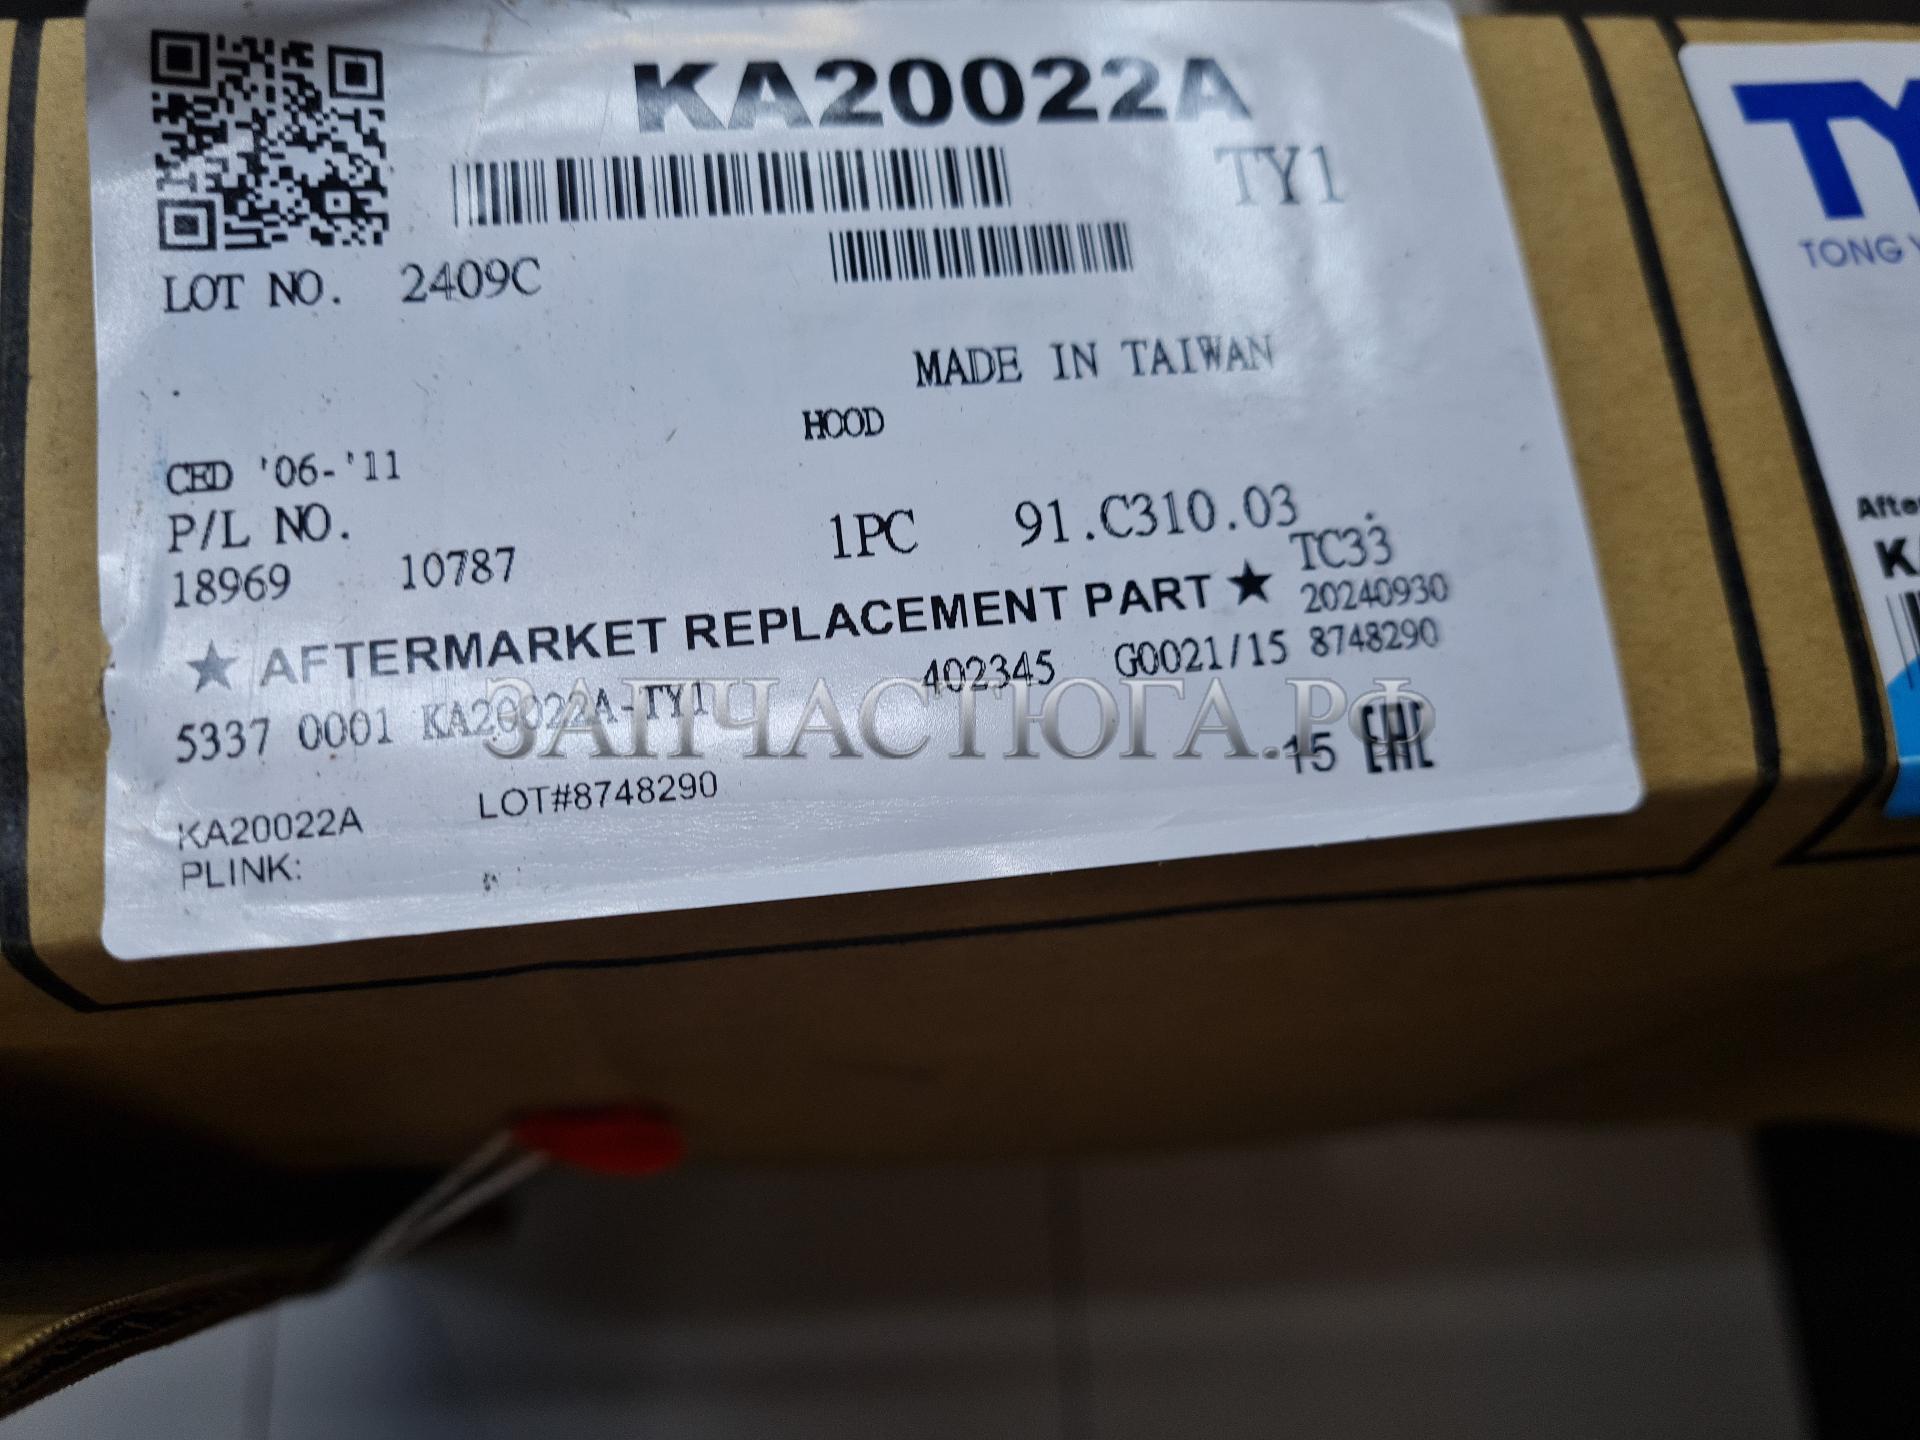 KA20022A
TY1
LOT NO. 2409C
MADE IN TAIWAN
HOOD
CED '06-'11
P/L NO.
1PC 91.C310.03
18969 10787
TC33
★ AFTERMARKET REPLACEMENT PART ★
20240930
402345 G0021/15 8748290
5337 0001 KA20022A-TY1
15 EAC
KA20022A
LOT#8748290
PLINK:
ЗАПЧАСТЮГА.РФ
TY
TONG